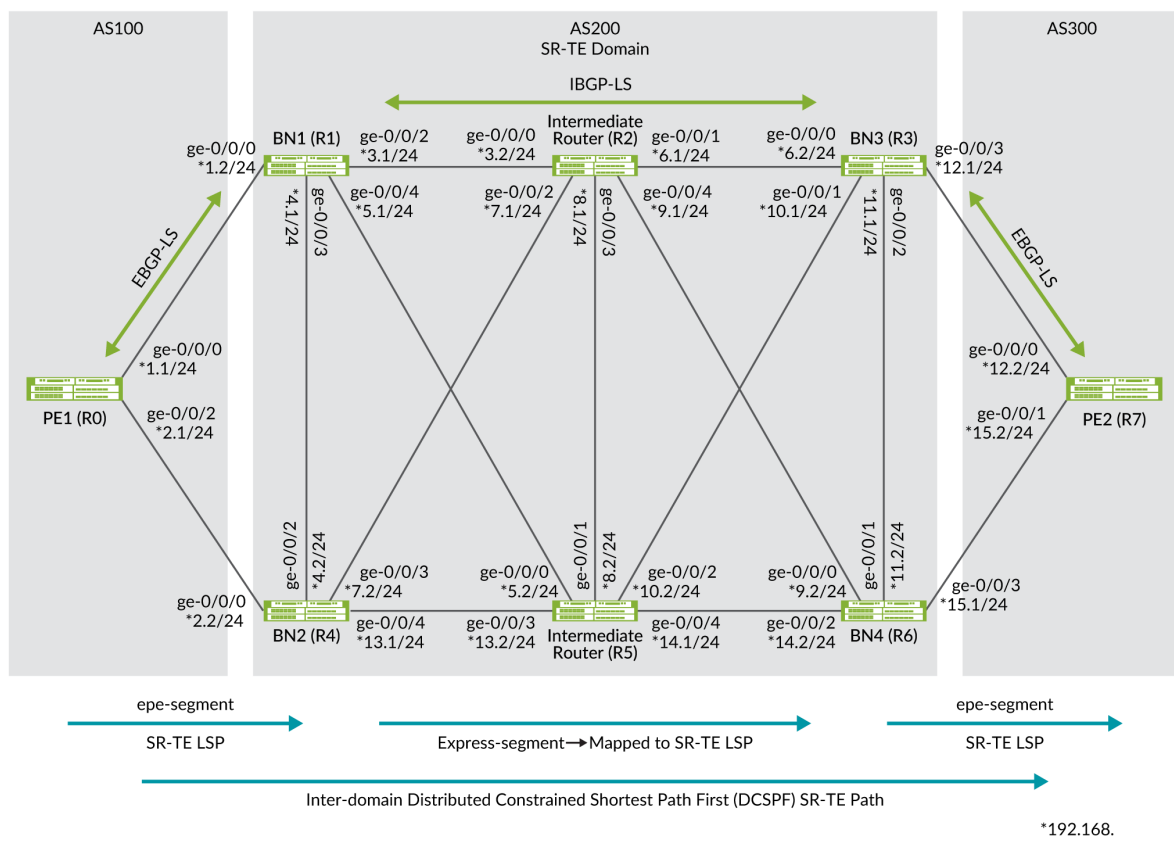 AS100
AS200
SR-TE Domain
AS300
IBGP-LS
BN1 (R1)
Intermediate
Router (R2)
BN3 (R3)
ge-0/0/0
*1.2/24
ge-0/0/2
*3.1/24
ge-0/0/0
*3.2/24
ge-0/0/1
*6.1/24
ge-0/0/0
*6.2/24
ge-0/0/3
*12.1/24
*4.1/24
ge-0/0/3
ge-0/0/4
*5.1/24
ge-0/0/2
*7.1/24
*8.1/24
ge-0/0/3
ge-0/0/4
*9.1/24
ge-0/0/1
*10.1/24
*11.1/24
ge-0/0/2
EBGP-LS
EBGP-LS
ge-0/0/0
*1.1/24
ge-0/0/0
*12.2/24
PE1 (R0)
ge-0/0/2
*2.1/24
ge-0/0/1
*15.2/24
PE2 (R7)
ge-0/0/2
*4.2/24
ge-0/0/1
*8.2/24
ge-0/0/1
*11.2/24
ge-0/0/3
*7.2/24
ge-0/0/0
*5.2/24
ge-0/0/2
*10.2/24
ge-0/0/0
*9.2/24
ge-0/0/3
*15.1/24
ge-0/0/0
*2.2/24
BN2 (R4)
ge-0/0/4
*13.1/24
ge-0/0/3
*13.2/24
Intermediate
Router (R5)
ge-0/0/4
*14.1/24
ge-0/0/2
*14.2/24
BN4 (R6)
epe-segment
SR-TE LSP
Express-segment→Mapped to SR-TE LSP
epe-segment
SR-TE LSP
Inter-domain Distributed Constrained Shortest Path First (DCSPF) SR-TE Path
*192.168.